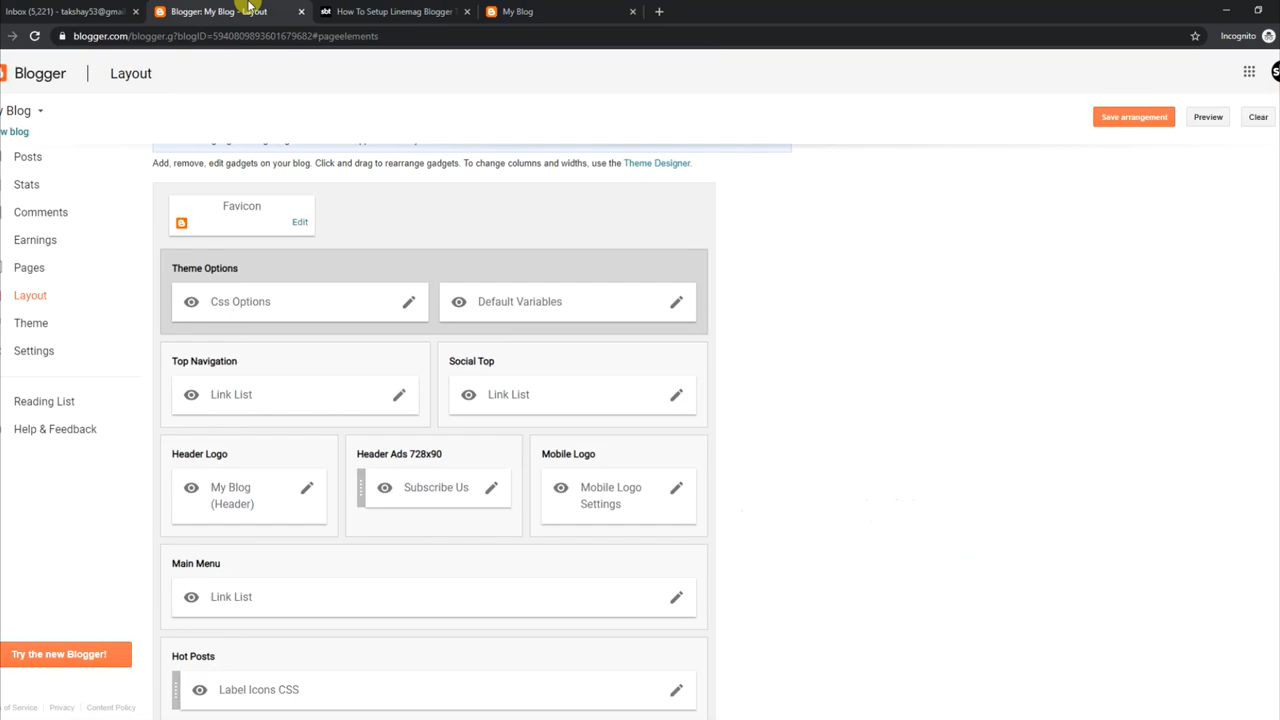 Inbox (5,221) - takshay53@gmai
Blogger: My Blog - Layout
sbt
How To Setup Linemag Blogger T
My Blog
blogger.com/blogger.g?blogID=5940809893601679682#pageelements
Incognito
Blogger
Layout
y Blog
w blog
Save arrangement
Preview
Clear
Posts
Stats
Comments
Earnings
Pages
Layout
Theme
Settings
Reading List
Help & Feedback
Try the new Blogger!
of Service
Privacy
Content Policy
Add, remove, edit gadgets on your blog. Click and drag to rearrange gadgets. To change columns and widths, use the Theme Designer.
Favicon
Edit
Theme Options
Css Options
Default Variables
Top Navigation
Social Top
Link List
Link List
Header Logo
Header Ads 728x90
Mobile Logo
My Blog
(Header)
Subscribe Us
Mobile Logo
Settings
Main Menu
Link List
Hot Posts
Label Icons CSS